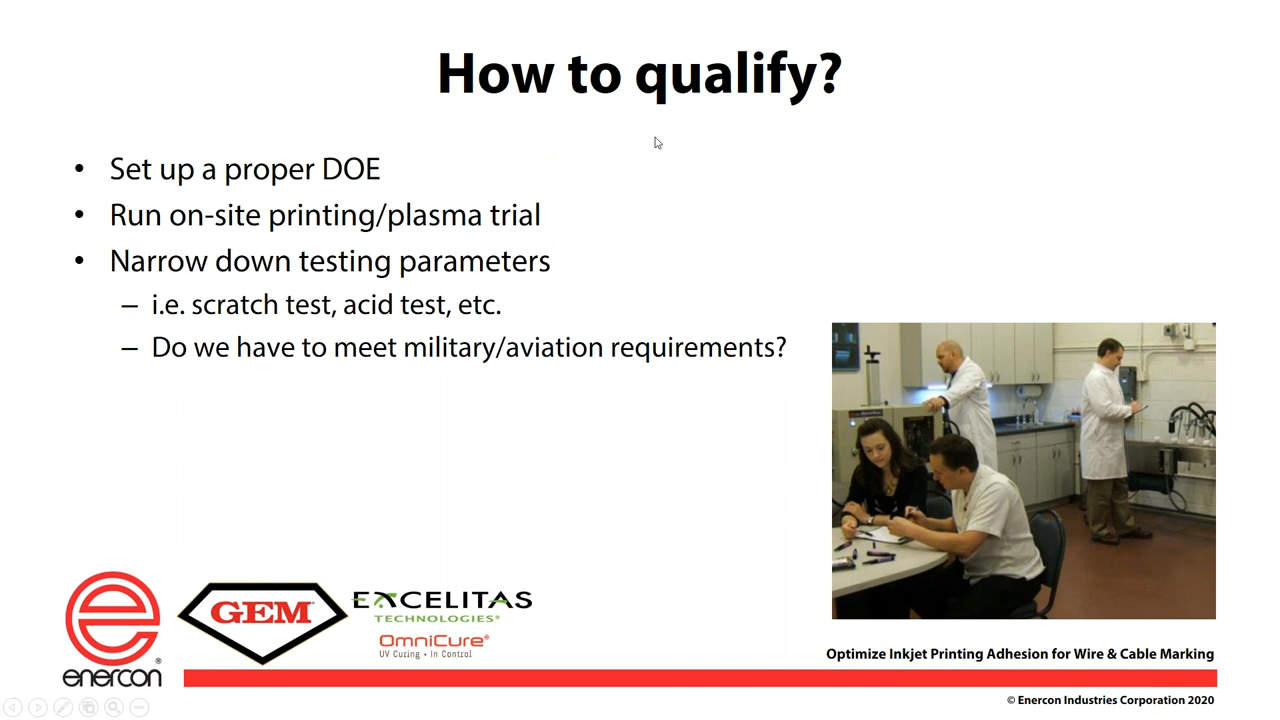 How to qualify?
• Set up a proper DOE
• Run on-site printing/plasma trial
• Narrow down testing parameters
– i.e. scratch test, acid test, etc.
– Do we have to meet military/aviation requirements?
enercon®
GEM®
EXCELITAS
TECHNOLOGIES®
OmniCure®
UV Curing • In Control
Optimize Inkjet Printing Adhesion for Wire & Cable Marking
© Enercon Industries Corporation 2020